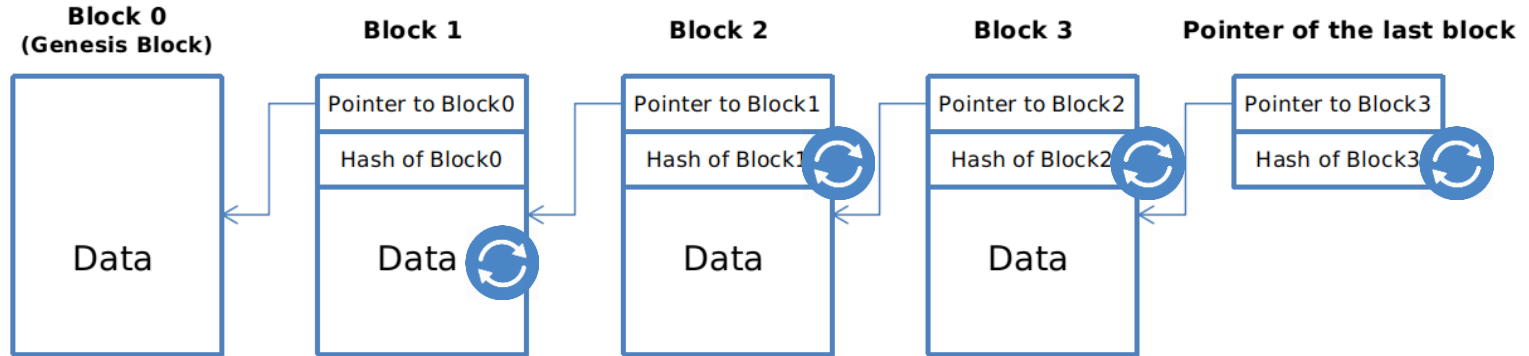 Block 0
(Genesis Block)
Block 1
Block 2
Block 3
Pointer of the last block
Pointer to Block0
Pointer to Block1
Pointer to Block2
Pointer to Block3
Hash of Block0
Hash of Block1
Hash of Block2
Hash of Block3
Data
Data
Data
Data